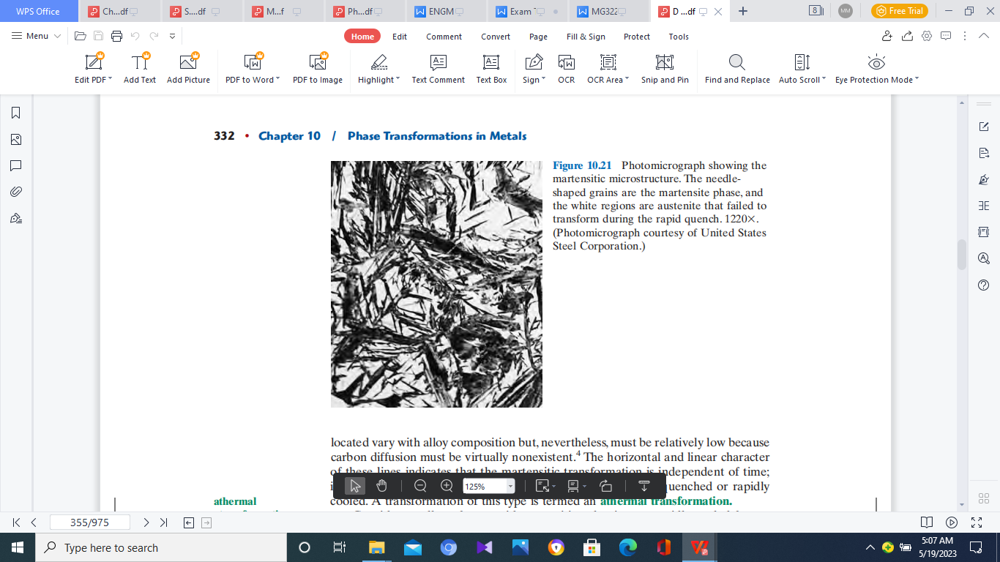 WPS Office Ch...df S....df M...f Ph...df ENGM Exam MG322 D ...df 8 MM Free Trial
Menu Home Edit Comment Convert Page Fill & Sign Protect Tools
Edit PDF Add Text Add Picture PDF to Word PDF to Image Highlight Text Comment Text Box Sign OCR OCR Area Snip and Pin Find and Replace Auto Scroll Eye Protection Mode
332 • Chapter 10 / Phase Transformations in Metals
Figure 10.21 Photomicrograph showing the
martensitic microstructure. The needle-
shaped grains are the martensite phase, and
the white regions are austenite that failed to
transform during the rapid quench. 1220×.
(Photomicrograph courtesy of United States
Steel Corporation.)
located vary with alloy composition but, nevertheless, must be relatively low because
carbon diffusion must be virtually nonexistent.4 The horizontal and linear character
of these lines indicates that the martensitic transformation is independent of time;
quenched or rapidly
125%
cooled. A transformation of this type is termed an athermal transformation.
athermal
355/975
Type here to search
5:07 AM
5/19/2023